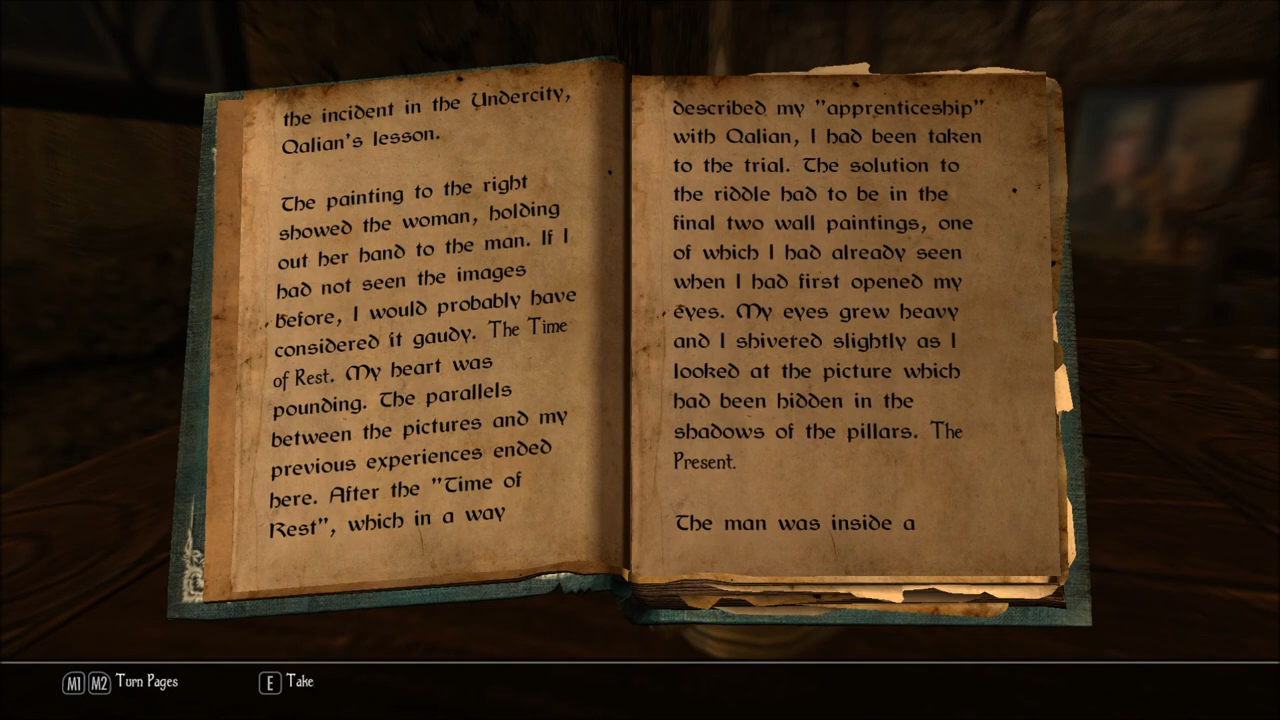 the incident in the Undercity,
Qalian's lesson.
The painting to the right
showed the woman, holding
out her hand to the man. If I
had not seen the images
before, I would probably have
considered it gaudy. The Time
of Rest. My heart was
pounding. The parallels
between the pictures and my
previous experiences ended
here. After the "Time of
Rest", which in a way
described my "apprenticeship"
with Qalian, I had been taken
to the trial. The solution to
the riddle had to be in the
final two wall paintings, one
of which I had already seen
when I had first opened my
eyes. My eyes grew heavy
and I shivered slightly as I
looked at the picture which
had been hidden in the
shadows of the pillars. The
Present.
The man was inside a
M1 M2 Turn Pages
E Take